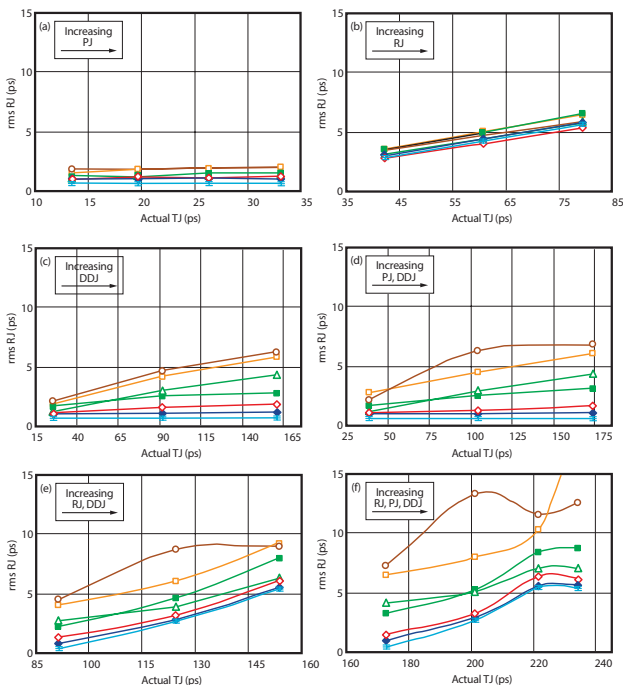 (a)
Increasing
PJ
rms RJ (ps)
15
10
5
0
10 15 20 25 30 35
Actual TJ (ps)
(b)
Increasing
RJ
rms RJ (ps)
15
10
5
0
35 45 55 65 75 85
Actual TJ (ps)
(c)
Increasing
DDJ
rms RJ (ps)
15
10
5
0
15 40 65 90 115 140 165
Actual TJ (ps)
(d)
Increasing
PJ, DDJ
rms RJ (ps)
15
10
5
0
25 50 75 100 125 150 175
Actual TJ (ps)
(e)
Increasing
RJ, DDJ
rms RJ (ps)
15
10
5
0
85 100 115 130 145 160
Actual TJ (ps)
(f)
Increasing
RJ, PJ, DDJ
rms RJ (ps)
15
10
5
0
160 180 200 220 240
Actual TJ (ps)